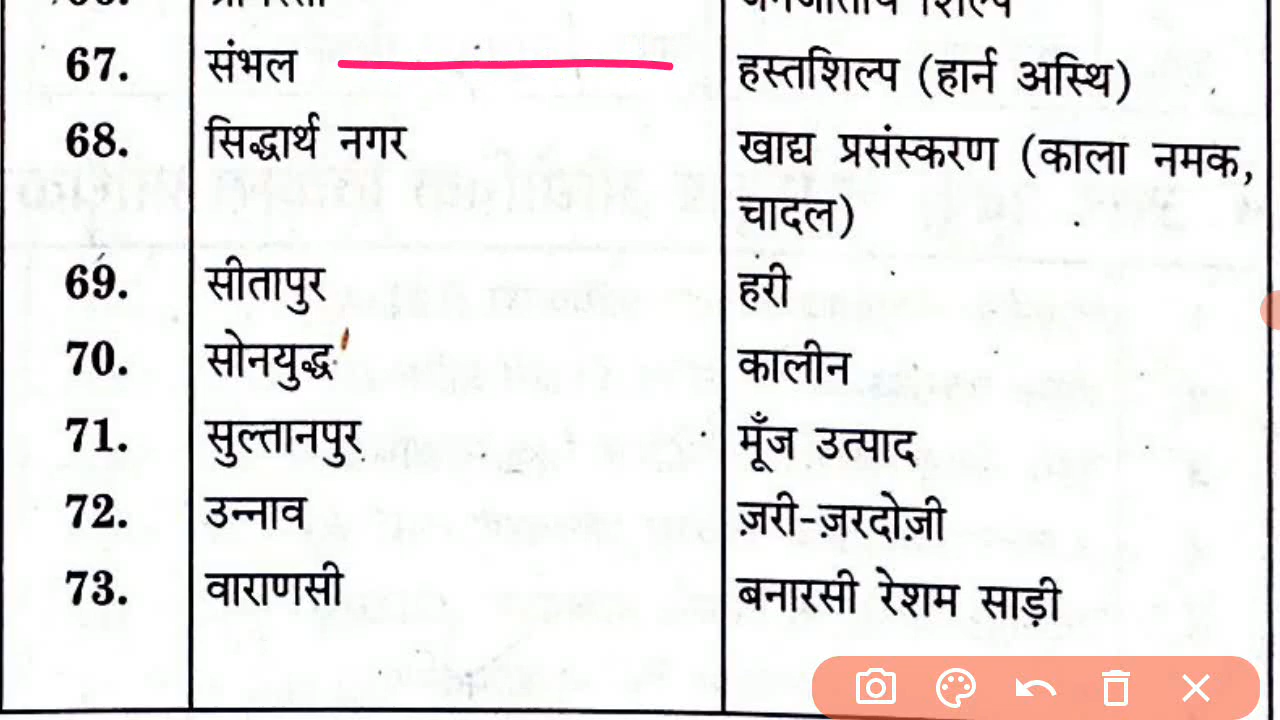 67. संभल हस्तशिल्प (हार्न अस्थि)
68. सिद्धार्थ नगर खाद्य प्रसंस्करण (काला नमक,
चादल)
69. सीतापुर हरी
70. सोनयुद्ध कालीन
71. सुल्तानपुर मूँज उत्पाद
72. उन्नाव ज़री-ज़रदोज़ी
73. वाराणसी बनारसी रेशम साड़ी